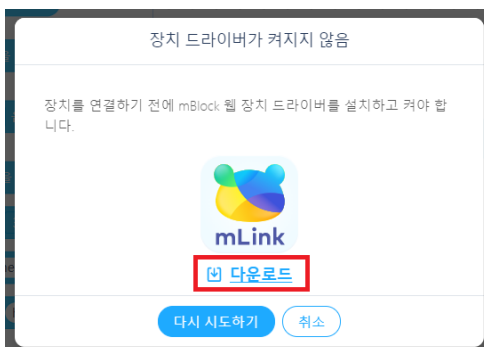 장치 드라이버가 켜지지 않음
장치를 연결하기 전에 mBlock 웹 장치 드라이버를 설치하고 켜야 합
니다.
mLink
다운로드
다시 시도하기
취소